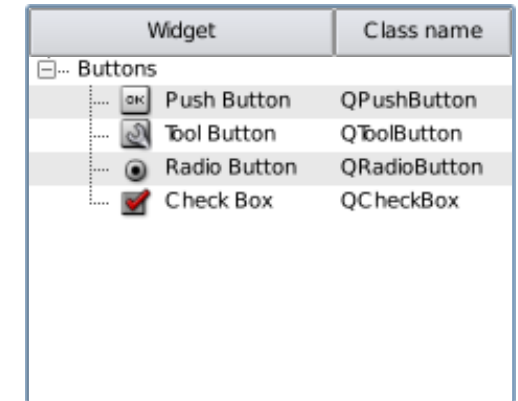 Widget Class name
Buttons
OK Push Button QPushButton
Tool Button QToolButton
Radio Button QRadioButton
Check Box QCheckBox